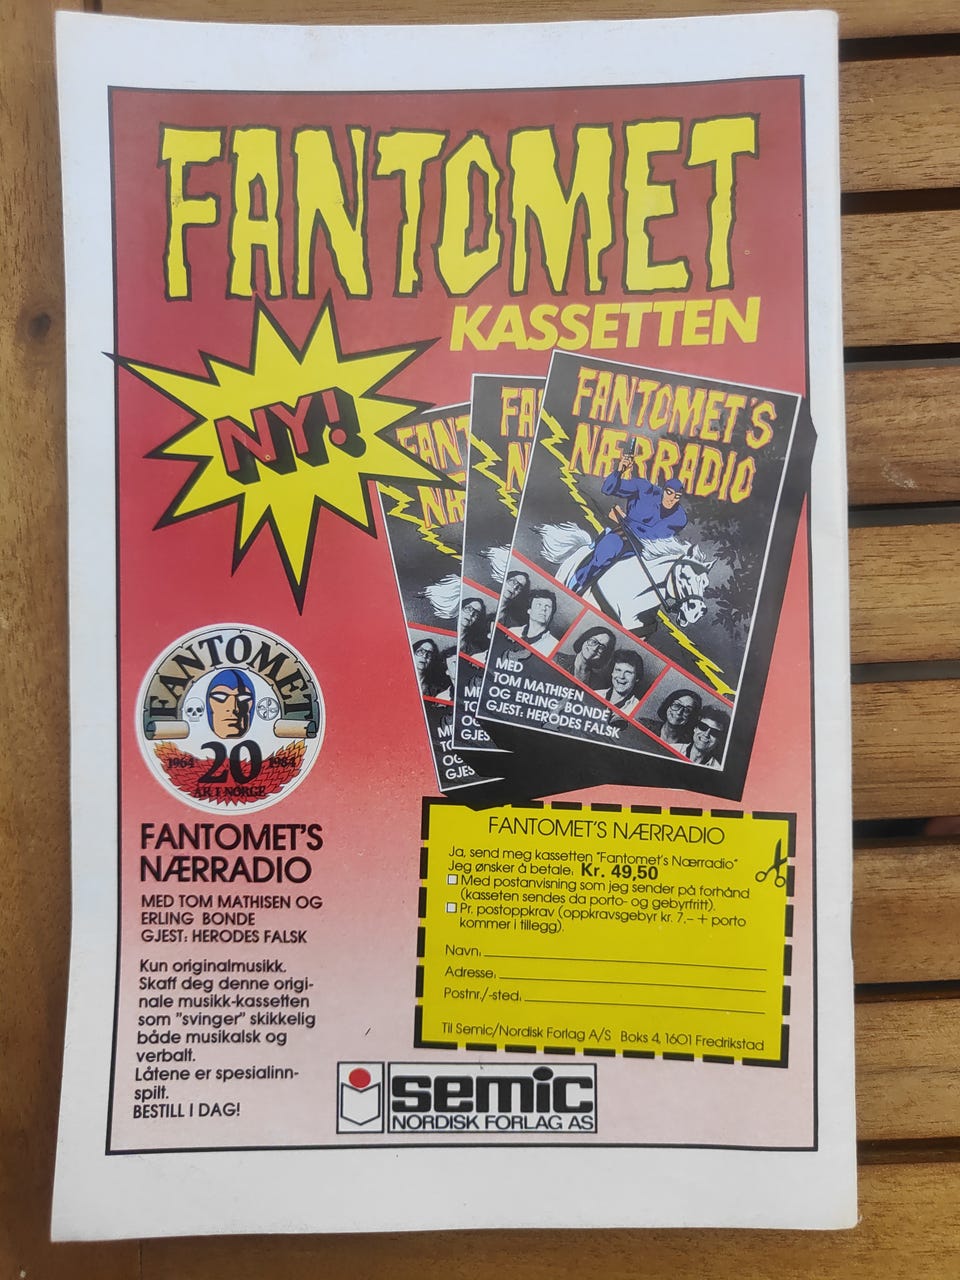 FANTOMET
KASSETTEN
NY!
FANT
NÆ
FA
N
FANTOMET'S
NÆRRADIO
MED
TOM MATHISEN
OG ERLING BONDE
GJEST: HERODES FALSK
FANTOMET
1964 20 1984
ÅR I NORGE
FANTOMET'S
NÆRRADIO
MED TOM MATHISEN OG
ERLING BONDE
GJEST: HERODES FALSK
Kun originalmusikk.
Skaff deg denne origi-
nale musikk-kassetten
som "svinger" skikkelig
både musikalsk og
verbalt.
Låtene er spesialinn-
spilt.
BESTILL I DAG!
FANTOMET'S NÆRRADIO
Ja, send meg kassetten "Fantomet's Nærradio"
Jeg ønsker å betale: Kr. 49,50
Med postanvisning som jeg sender på forhånd
(kasseten sendes da porto- og gebyrfritt).
Pr. postoppkrav (oppkravsgebyr kr. 7.- + porto
kommer i tillegg).
Navn:
Adresse:
Postnr./-sted:
Til Semic/Nordisk Forlag A/S Boks 4, 1601 Fredrikstad
semic
NORDISK FORLAG AS